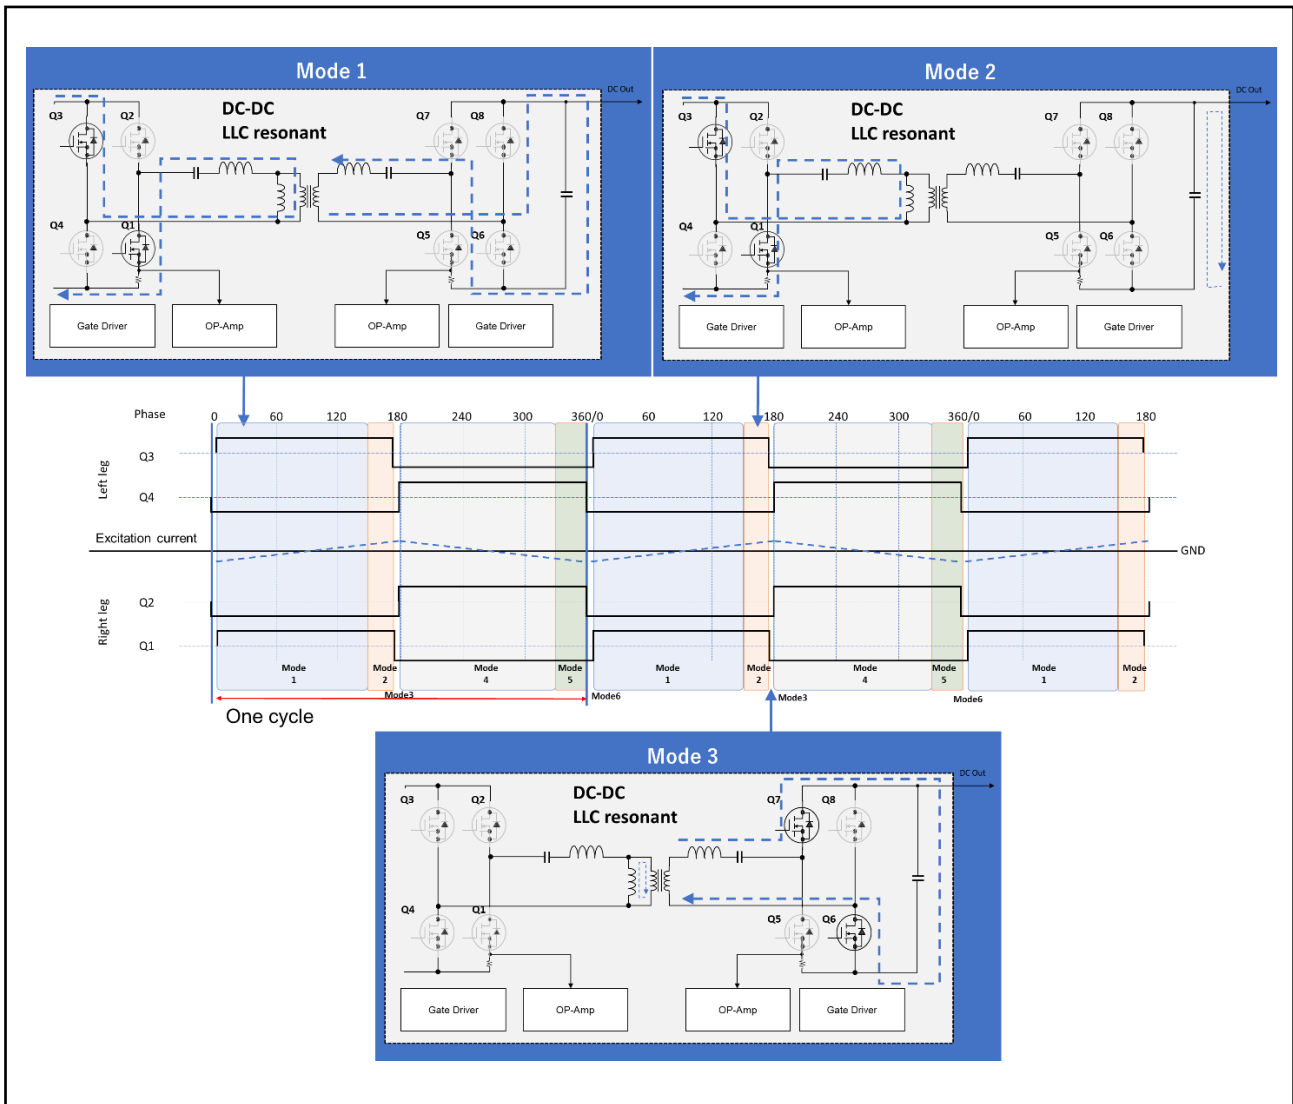 Mode 1
DC-DC
LLC resonant
Q3
Q2
Q7
Q8
DC Out
Q4
Q1
Q5
Q6
Gate Driver
OP-Amp
OP-Amp
Gate Driver
Mode 2
DC-DC
LLC resonant
Q3
Q2
Q7
Q8
DC Out
Q4
Q1
Q5
Q6
Gate Driver
OP-Amp
OP-Amp
Gate Driver
Phase 0 60 120 180 240 300 360/0 60 120 180 240 300 360/0 60 120 180
Left leg
Q3
Q4
Excitation current
GND
Right leg
Q2
Q1
Mode 1
Mode 2
Mode3
Mode 4
Mode 5
Mode6
Mode 1
Mode 2
Mode3
Mode 4
Mode 5
Mode6
Mode 1
Mode 2
One cycle
Mode 3
DC-DC
LLC resonant
Q3
Q2
Q7
Q8
DC Out
Q4
Q1
Q5
Q6
Gate Driver
OP-Amp
OP-Amp
Gate Driver